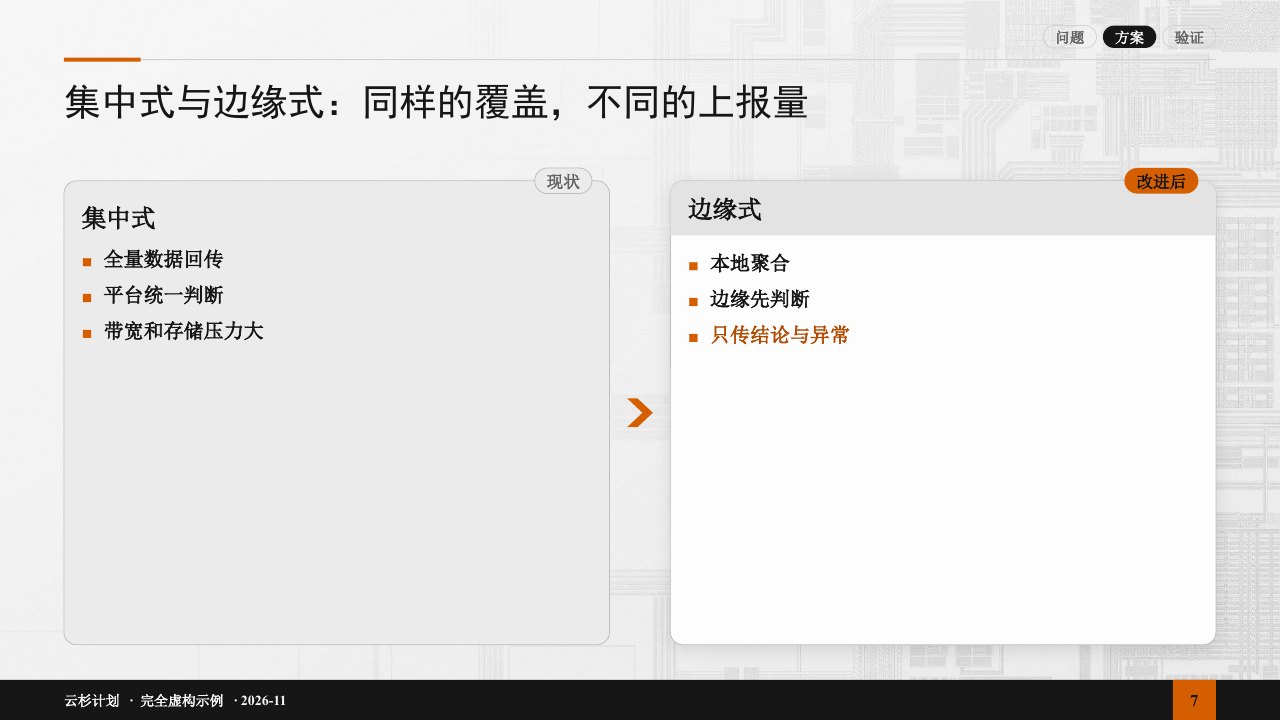 问题 方案 验证
集中式与边缘式：同样的覆盖，不同的上报量
现状
集中式
全量数据回传
平台统一判断
带宽和存储压力大
改进后
边缘式
本地聚合
边缘先判断
只传结论与异常
云杉计划 · 完全虚构示例 · 2026-11
7